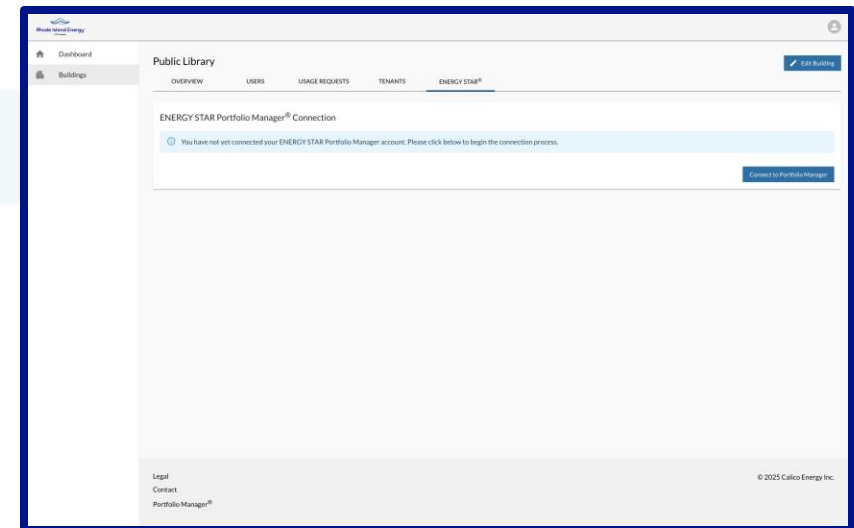 Rhode Island Energy
Dashboard
Buildings
Public Library
Edit Building
OVERVIEW USERS USAGE REQUESTS TENANTS ENERGY STAR®
ENERGY STAR Portfolio Manager® Connection
You have not yet connected your ENERGY STAR Portfolio Manager account. Please click below to begin the connection process.
Connect to Portfolio Manager
Legal
Contact
Portfolio Manager®
© 2025 Calico Energy Inc.